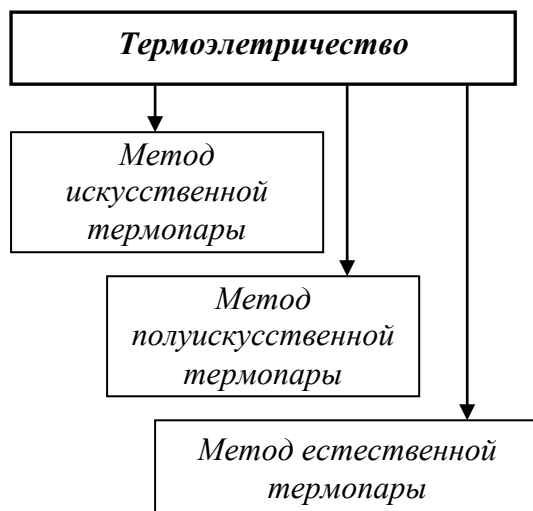 Термоэлетричество
Метод
искусственной
термопары
Метод
полуискусственной
термопары
Метод естественной
термопары